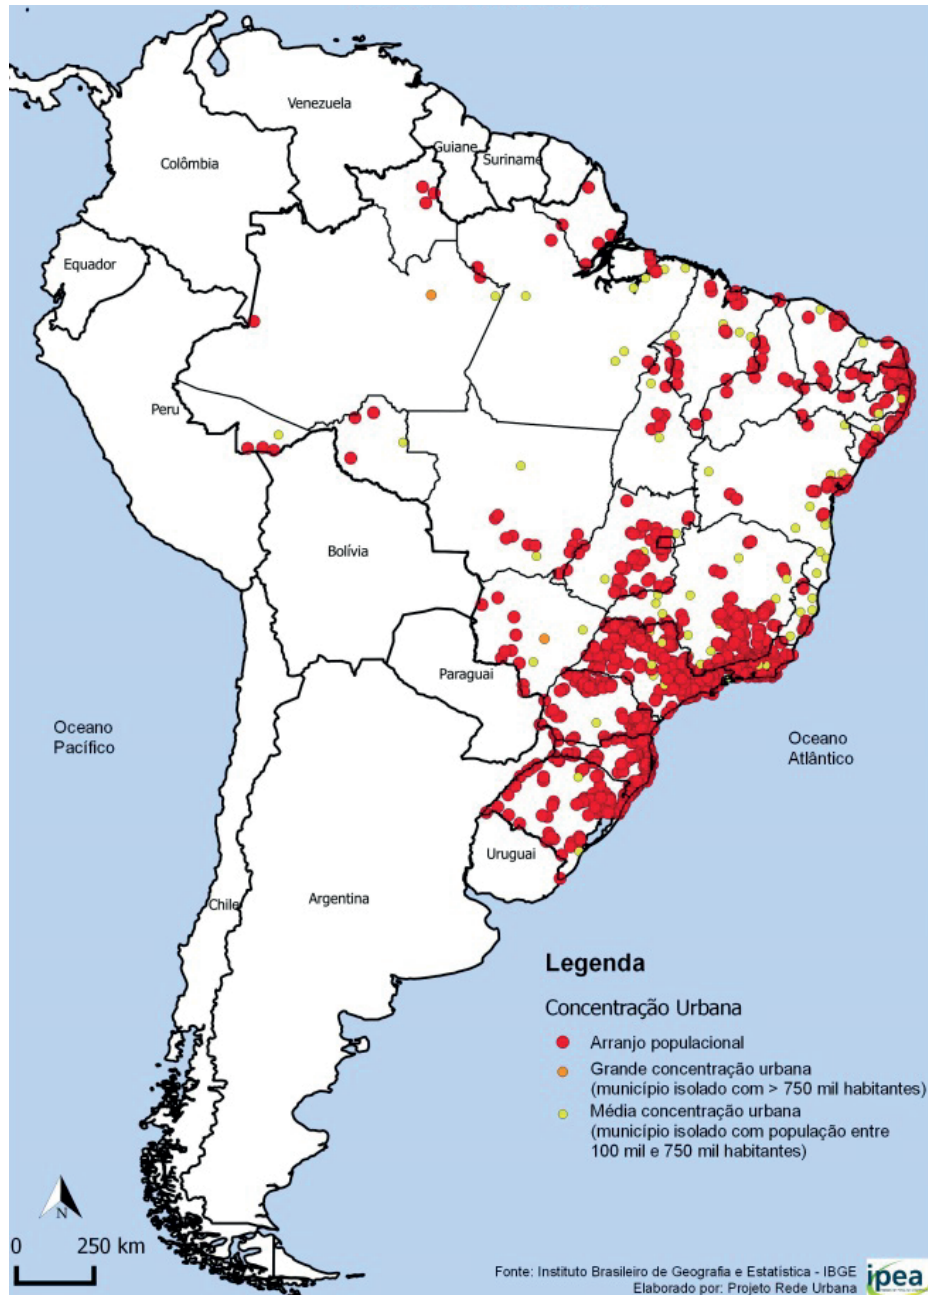 Venezuela
Guiane
Suriname
Colômbia
Equador
Peru
Bolívia
Paraguai
Oceano
Pacífico
Oceano
Atlântico
Uruguai
Chile
Argentina
Legenda
Concentração Urbana
Arranjo populacional
Grande concentração urbana
(município isolado com > 750 mil habitantes)
Média concentração urbana
(município isolado com população entre
100 mil e 750 mil habitantes)
N
0 250 km
Fonte: Instituto Brasileiro de Geografia e Estatística - IBGE
Elaborado por: Projeto Rede Urbana
ipea